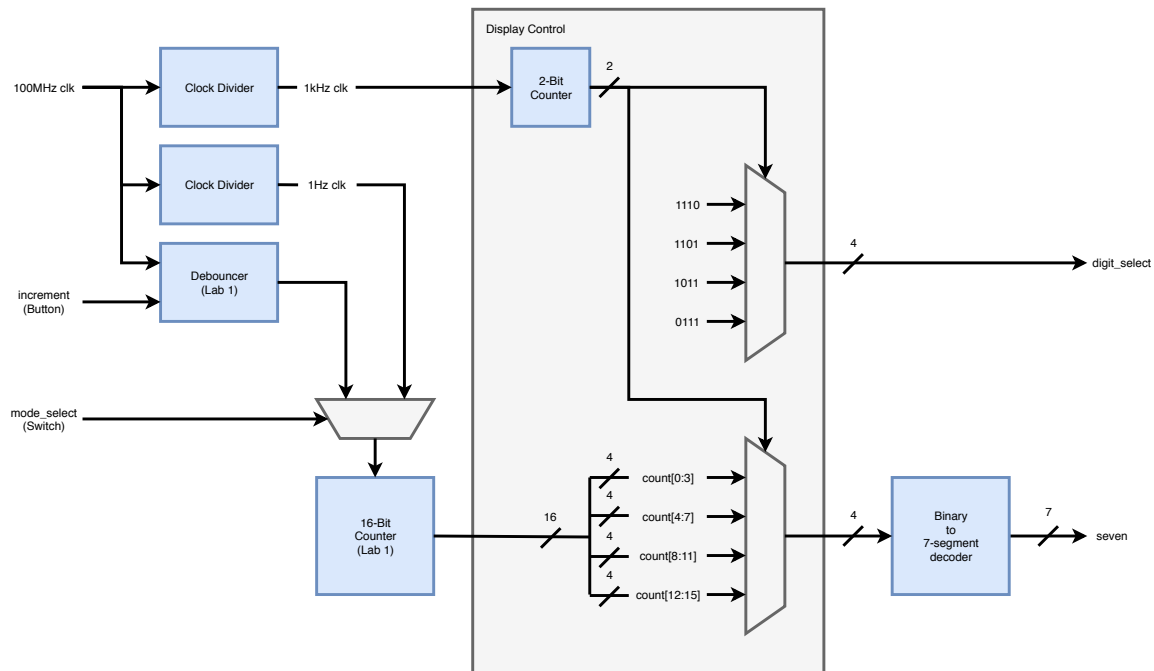 Display Control
2
100MHz clk
Clock Divider
1kHz clk
2-Bit
Counter
Clock Divider
1Hz clk
1110
1101
1011
0111
4
digit_select
Debouncer
(Lab 1)
increment
(Button)
mode_select
(Switch)
16-Bit
Counter
(Lab 1)
16
4
count[0:3]
4
count[4:7]
4
count[8:11]
4
count[12:15]
4
Binary
to
7-segment
decoder
7
seven